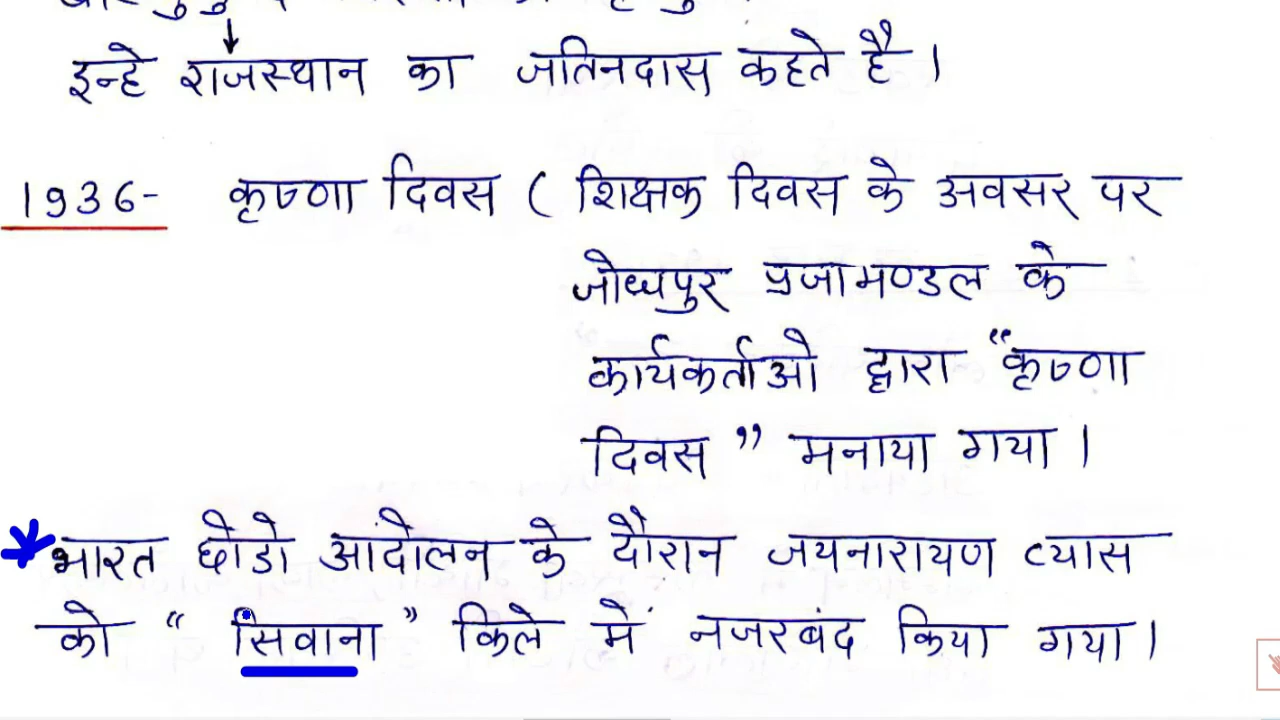 इन्हे राजस्थान का जतिनदास कहते है ।
1936- कृष्णा दिवस ( शिक्षक दिवस के अवसर पर
जोधपुर प्रजामण्डल के
कार्यकर्ताओ द्वारा "कृष्णा
दिवस" मनाया गया ।
* भारत छोडो आंदोलन के दौरान जयनारायण व्यास
को "सिवाना" किले में नजरबंद किया गया ।